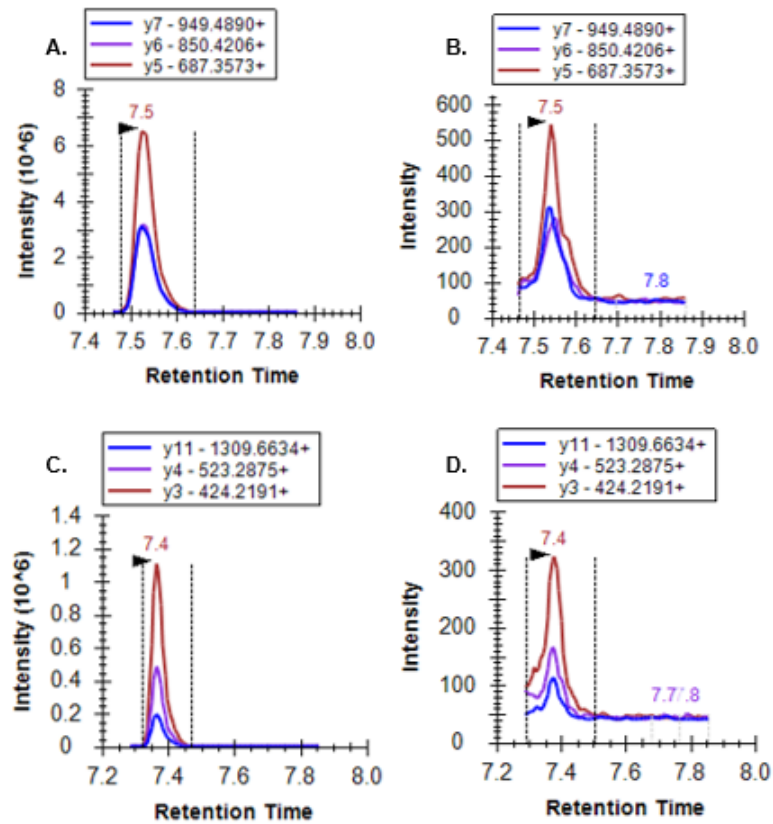 A.
y7 - 949.4890+
y6 - 850.4206+
y5 - 687.3573+
7.5
8
6
4
2
0
Intensity (10^6)
7.4 7.5 7.6 7.7 7.8 7.9 8.0
Retention Time
B.
y7 - 949.4890+
y6 - 850.4206+
y5 - 687.3573+
7.5
7.8
600
500
400
300
200
100
0
Intensity
7.4 7.5 7.6 7.7 7.8 7.9 8.0
Retention Time
C.
y11 - 1309.6634+
y4 - 523.2875+
y3 - 424.2191+
7.4
1.4
1.2
1
0.8
0.6
0.4
0.2
0
Intensity (10^6)
7.2 7.4 7.6 7.8 8.0
Retention Time
D.
y11 - 1309.6634+
y4 - 523.2875+
y3 - 424.2191+
7.4
7.7 7.8
400
300
200
100
0
Intensity
7.2 7.4 7.6 7.8 8.0
Retention Time